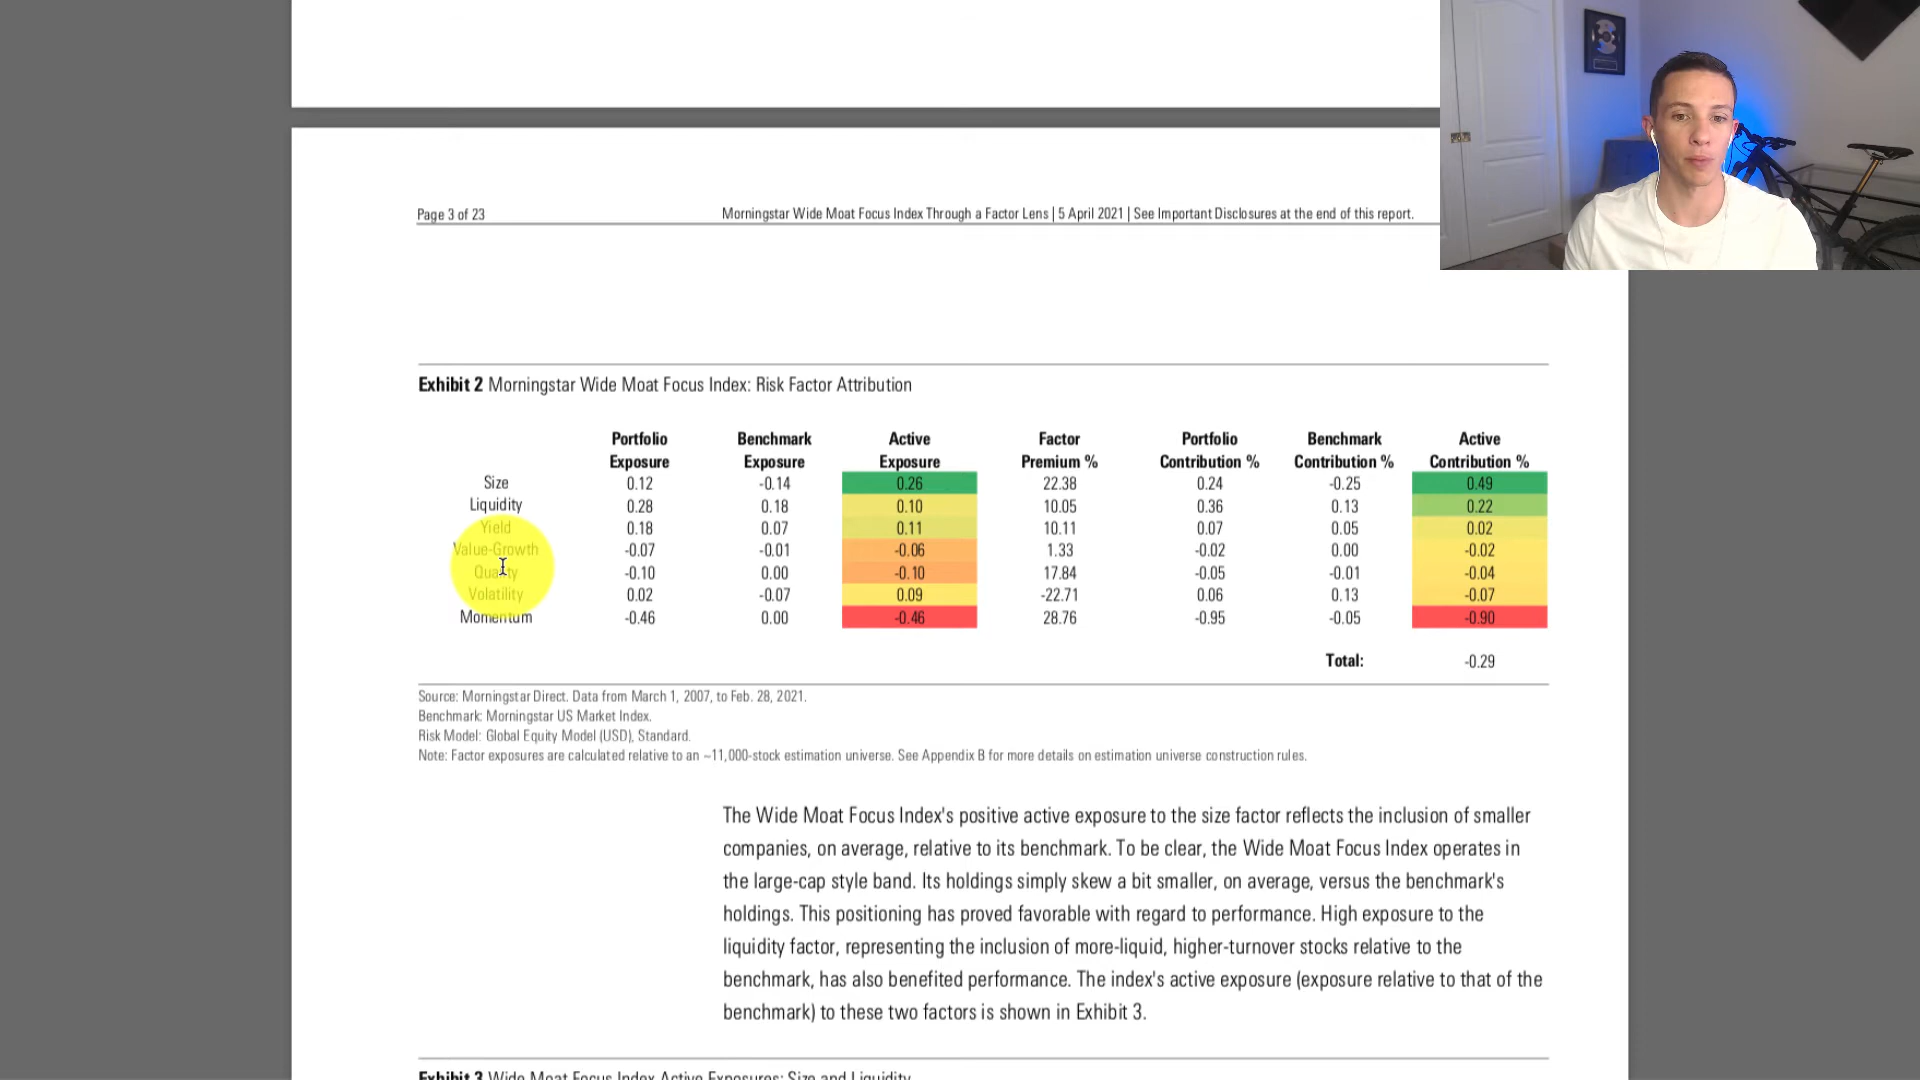 Page 3 of 23
Morningstar Wide Moat Focus Index Through a Factor Lens | 5 April 2021 | See Important Disclosures at the end of this report.
Exhibit 2 Morningstar Wide Moat Focus Index: Risk Factor Attribution
Portfolio Exposure Benchmark Exposure Active Exposure Factor Premium % Portfolio Contribution % Benchmark Contribution % Active Contribution %
Size 0.12 -0.14 0.26 22.38 0.24 -0.25 0.49
Liquidity 0.28 0.18 0.10 10.05 0.36 0.13 0.22
Yield 0.18 0.07 0.11 10.11 0.07 0.05 0.02
Value-Growth -0.07 -0.01 -0.06 1.33 -0.02 0.00 -0.02
Quality -0.10 0.00 -0.10 17.84 -0.05 -0.01 -0.04
Volatility 0.02 -0.07 0.09 -22.71 0.06 0.13 -0.07
Momentum -0.46 0.00 -0.46 28.76 -0.95 -0.05 -0.90
Total: -0.29
Source: Morningstar Direct. Data from March 1, 2007, to Feb. 28, 2021.
Benchmark: Morningstar US Market Index.
Risk Model: Global Equity Model (USD), Standard.
Note: Factor exposures are calculated relative to an ~11,000-stock estimation universe. See Appendix B for more details on estimation universe construction rules.
The Wide Moat Focus Index's positive active exposure to the size factor reflects the inclusion of smaller
companies, on average, relative to its benchmark. To be clear, the Wide Moat Focus Index operates in
the large-cap style band. Its holdings simply skew a bit smaller, on average, versus the benchmark's
holdings. This positioning has proved favorable with regard to performance. High exposure to the
liquidity factor, representing the inclusion of more-liquid, higher-turnover stocks relative to the
benchmark, has also benefited performance. The index's active exposure (exposure relative to that of the
benchmark) to these two factors is shown in Exhibit 3.
Exhibit 3 Wide Moat Focus Index Active Exposures: Size and Liquidity